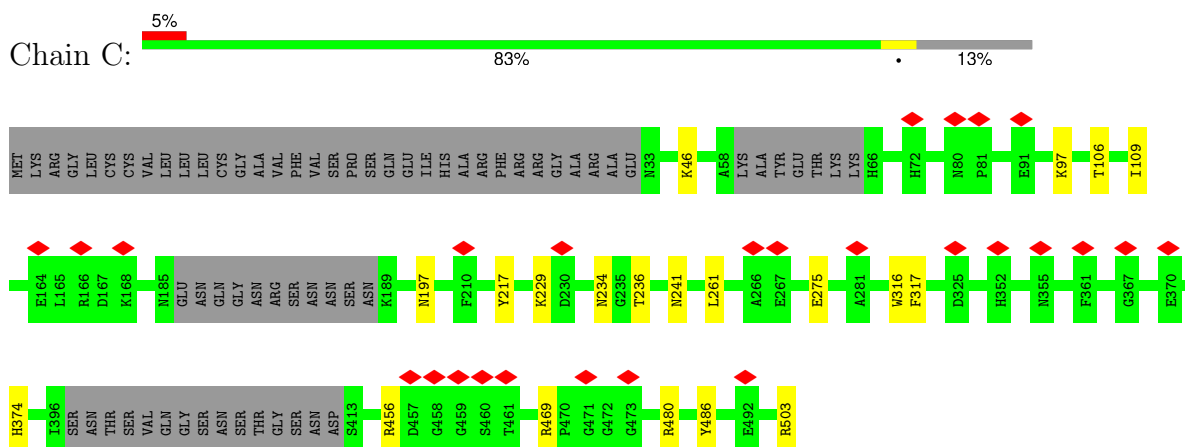 5%
Chain C:
83%
•
13%
MET LYS ARG GLY LEU CYS CYS VAL LEU LEU LEU CYS GLY ALA VAL PHE VAL SER PRO SER GLN GLU ILE HIS ALA ARG PHE ARG ARG GLY ALA ARG ALA GLU N33 K46 A58 LYS ALA TYR GLU THR LYS LYS H66 H72 N80 P81 E91 K97 T106 I109
E164 L165 R166 D167 K168 N185 GLU ASN GLN GLY ASN ARG SER ASN ASN SER ASN K189 N197 F210 Y217 K229 D230 N234 G235 T236 N241 L261 A266 E267 E275 A281 W316 F317 D325 H352 N355 F361 G367 E370
H374 I396 SER ASN THR SER VAL GLN GLY SER ASN SER THR GLY SER ASN ASP S413 R456 D457 G458 G459 S460 T461 R469 P470 G471 G472 G473 R480 Y486 E492 R503